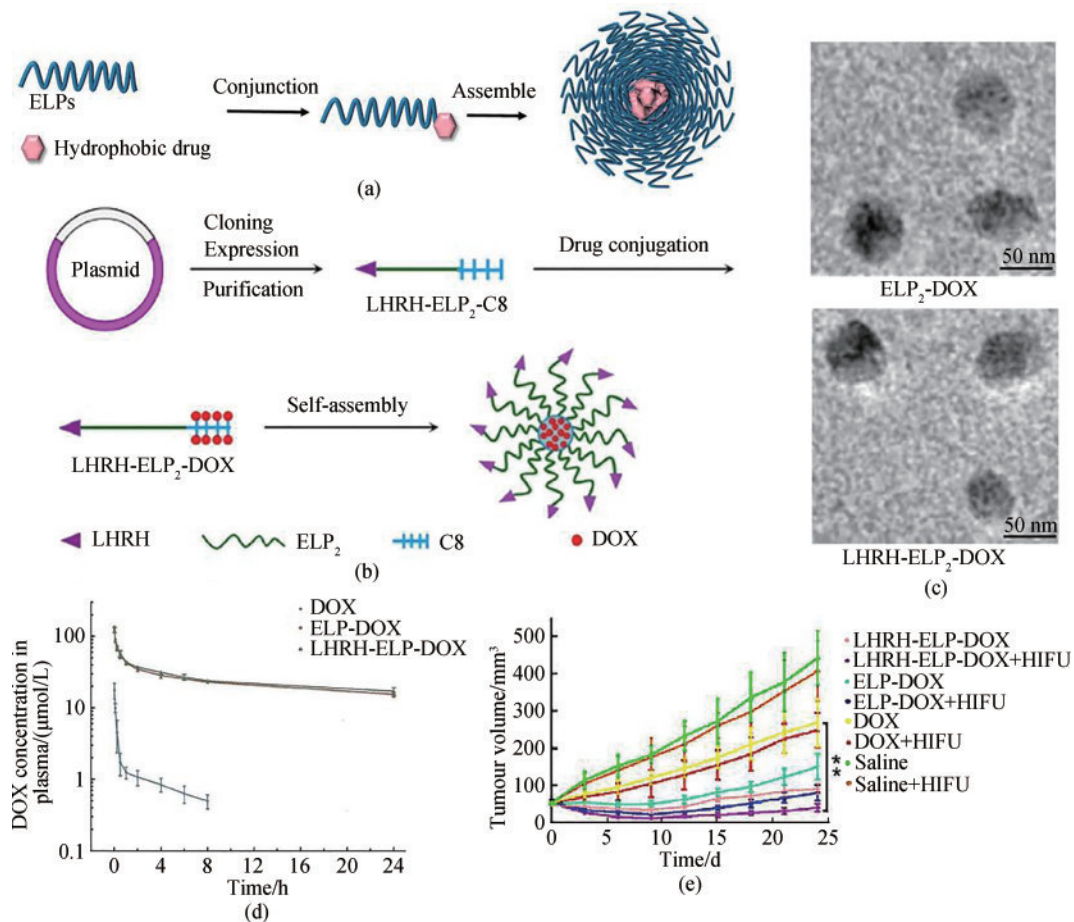 ELPs
Hydrophobic drug
Conjunction
Assemble
(a)
Plasmid
Cloning
Expression
Purification
LHRH-ELP₂-C8
Drug conjugation
LHRH-ELP₂-DOX
Self-assembly
LHRH
ELP₂
C8
DOX
(b)
50 nm
ELP₂-DOX
50 nm
LHRH-ELP₂-DOX
(c)
DOX concentration in
plasma/(μmol/L)
100
10
1
0.1
DOX
ELP-DOX
LHRH-ELP-DOX
0 4 8 12 16 20 24
Time/h
(d)
Tumour volume/mm³
500
400
300
200
100
0
0 5 10 15 20 25
Time/d
LHRH-ELP-DOX
LHRH-ELP-DOX+HIFU
ELP-DOX
ELP-DOX+HIFU
DOX
DOX+HIFU
Saline
Saline+HIFU
**
(e)